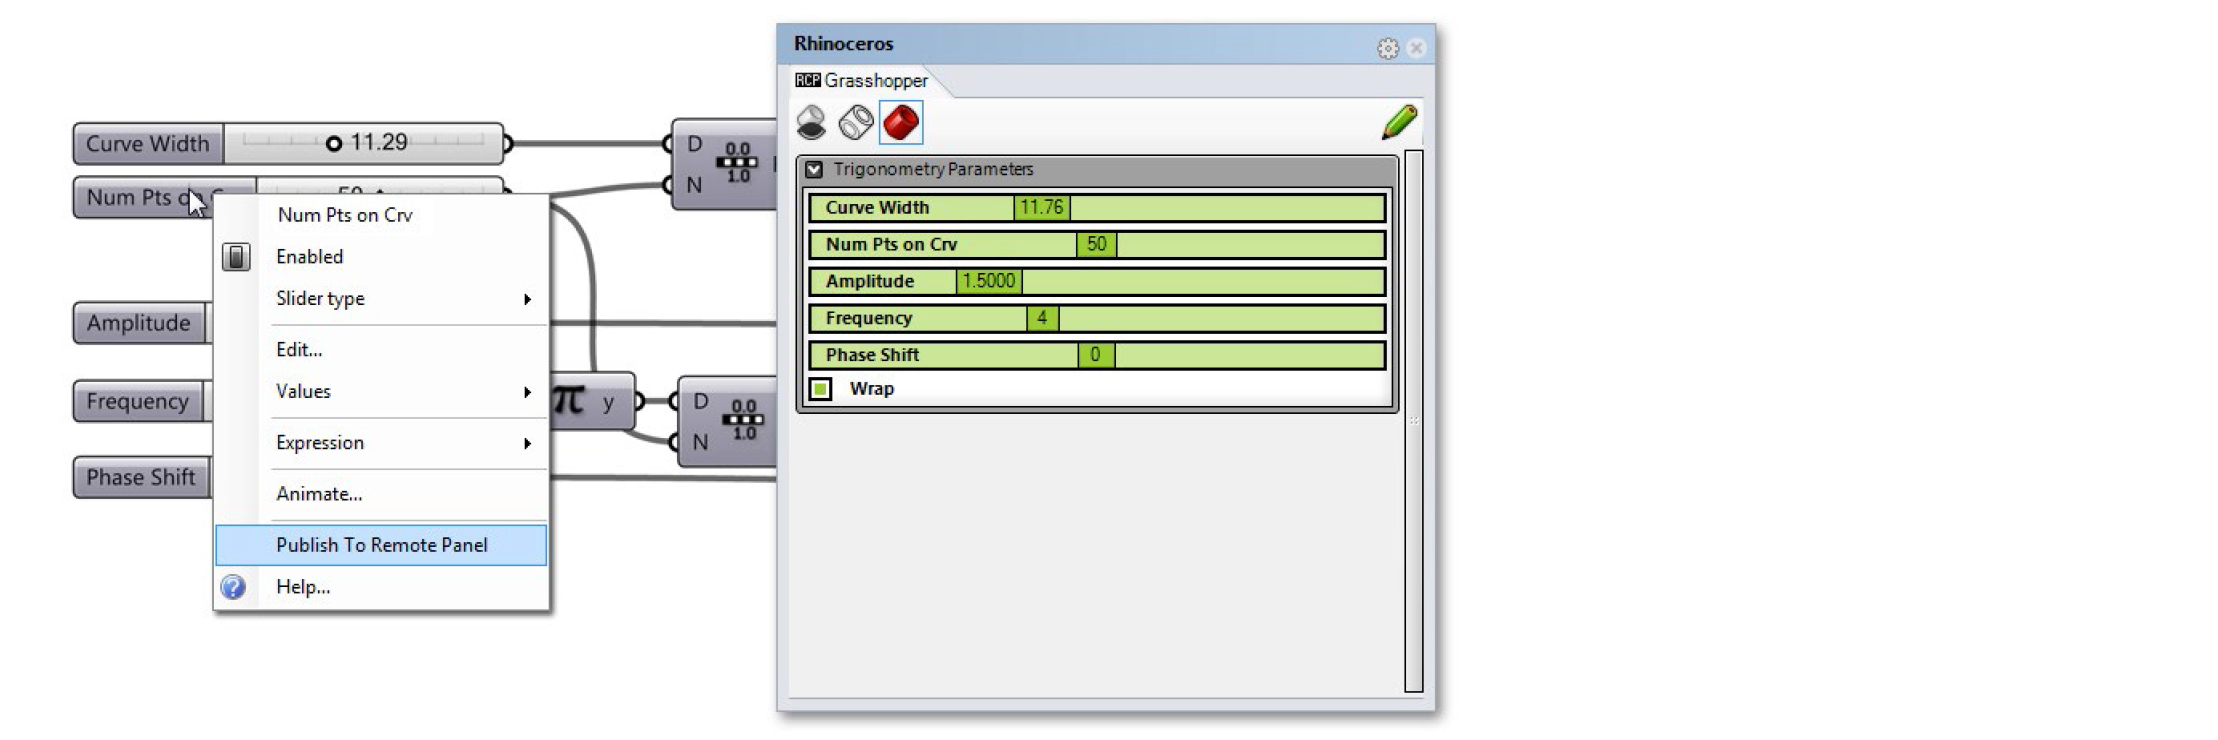 Curve Width 11.29
Num Pts on C 50
Amplitude
Frequency
Phase Shift
D
N
0.0
1.0
π y
D
N
0.0
1.0
Num Pts on Crv
Enabled
Slider type
Edit...
Values
Expression
Animate...
Publish To Remote Panel
Help...
Rhinoceros
RCP Grasshopper
Trigonometry Parameters
Curve Width 11.76
Num Pts on Crv 50
Amplitude 1.5000
Frequency 4
Phase Shift 0
Wrap